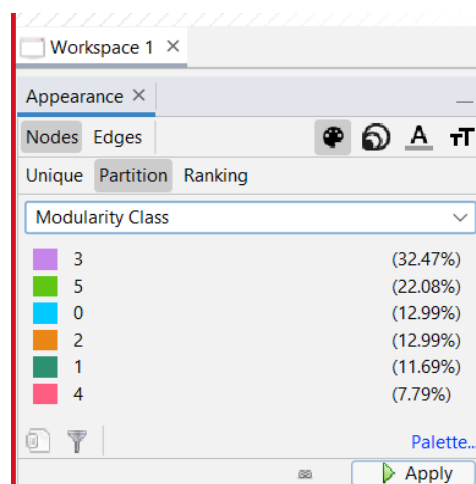 Workspace 1 ×
Appearance ×
Nodes Edges A TT
Unique Partition Ranking
Modularity Class
3 (32.47%)
5 (22.08%)
0 (12.99%)
2 (12.99%)
1 (11.69%)
4 (7.79%)
Palette...
Apply